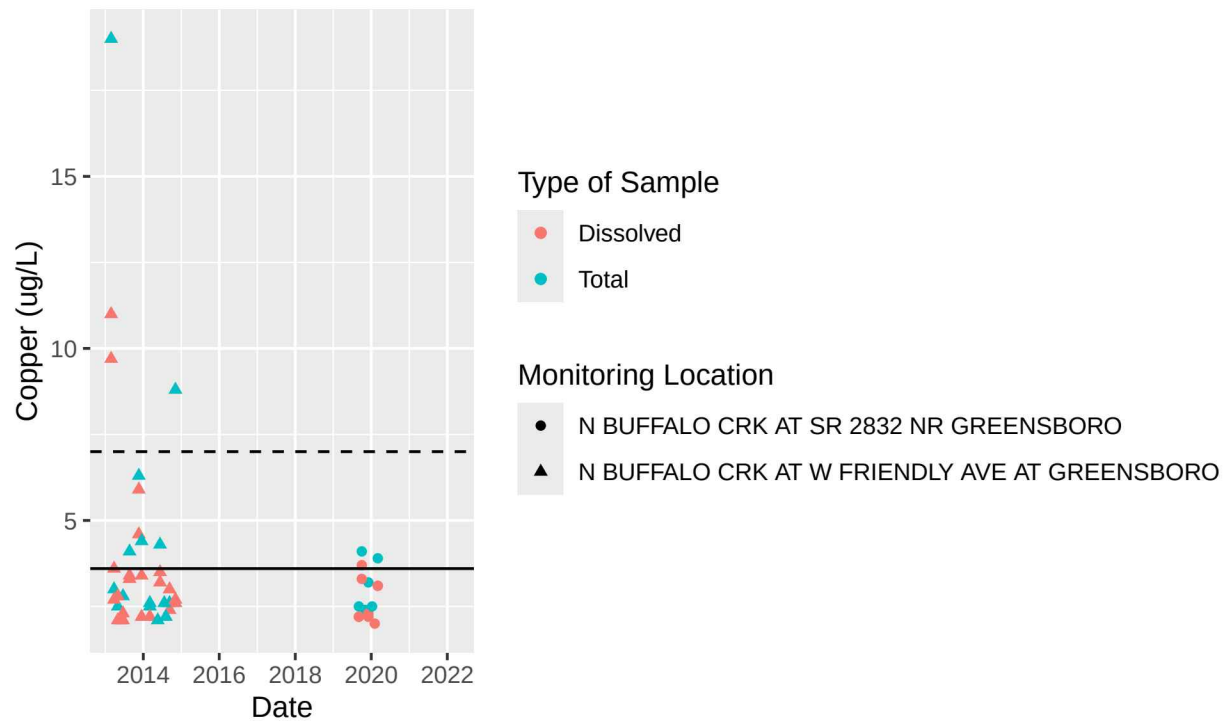 15
10
5
Copper (ug/L)
2014 2016 2018 2020 2022
Date
Type of Sample
Dissolved
Total
Monitoring Location
N BUFFALO CRK AT SR 2832 NR GREENSBORO
N BUFFALO CRK AT W FRIENDLY AVE AT GREENSBORO